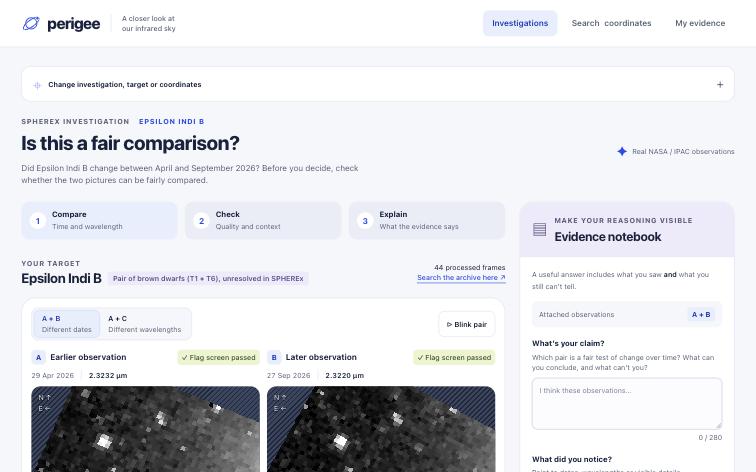 perigee
A closer look at
our infrared sky
Investigations
Search coordinates
My evidence
Change investigation, target or coordinates
+
SPHEREX INVESTIGATION EPSILON INDI B
Is this a fair comparison?
Did Epsilon Indi B change between April and September 2026? Before you decide, check
whether the two pictures can be fairly compared.
Real NASA / IPAC observations
1 Compare
Time and wavelength
2 Check
Quality and context
3 Explain
What the evidence says
YOUR TARGET
Epsilon Indi B Pair of brown dwarfs (T1 + T6), unresolved in SPHEREx
44 processed frames
Search the archive here ↗
A + B
Different dates
A + C
Different wavelengths
▷ Blink pair
A Earlier observation ✓ Flag screen passed
29 Apr 2026 2.3232 µm
N ↑
E ←
B Later observation ✓ Flag screen passed
27 Sep 2026 2.3220 µm
N ↑
E ←
MAKE YOUR REASONING VISIBLE
Evidence notebook
A useful answer includes what you saw and what you
still can't tell.
Attached observations A + B
What's your claim?
Which pair is a fair test of change over time? What can
you conclude, and what can't you?
I think these observations...
0 / 280
What did you notice?